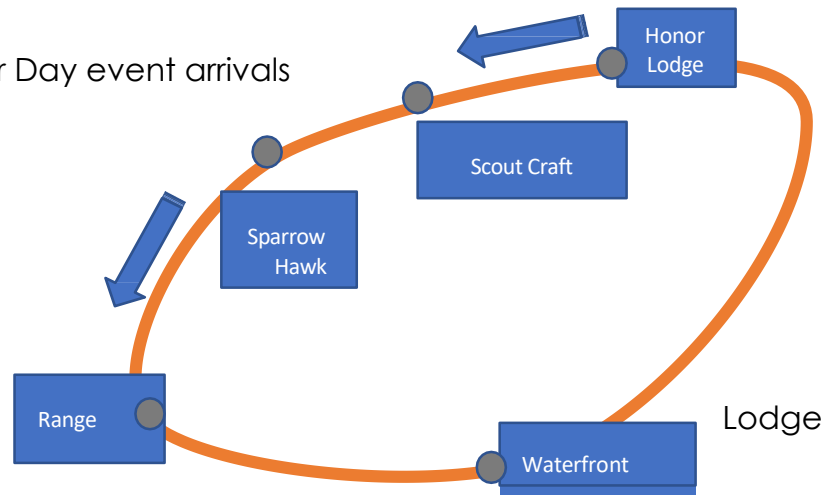 Honor
Lodge
r Day event arrivals
Scout Craft
Sparrow
Hawk
Range
Lodge
Waterfront